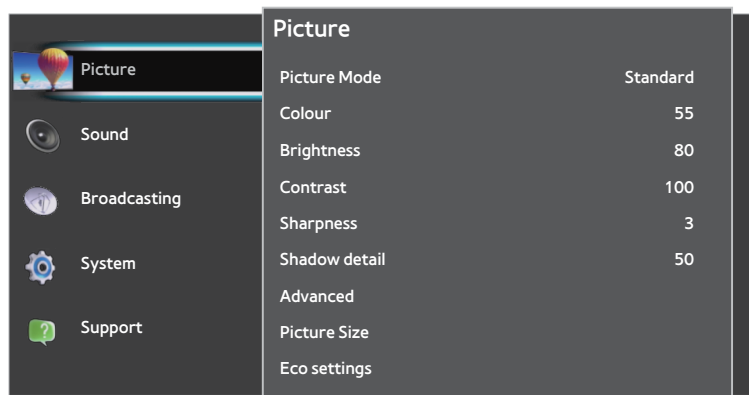 Picture
Sound
Broadcasting
System
Support
Picture
Picture Mode Standard
Colour 55
Brightness 80
Contrast 100
Sharpness 3
Shadow detail 50
Advanced
Picture Size
Eco settings